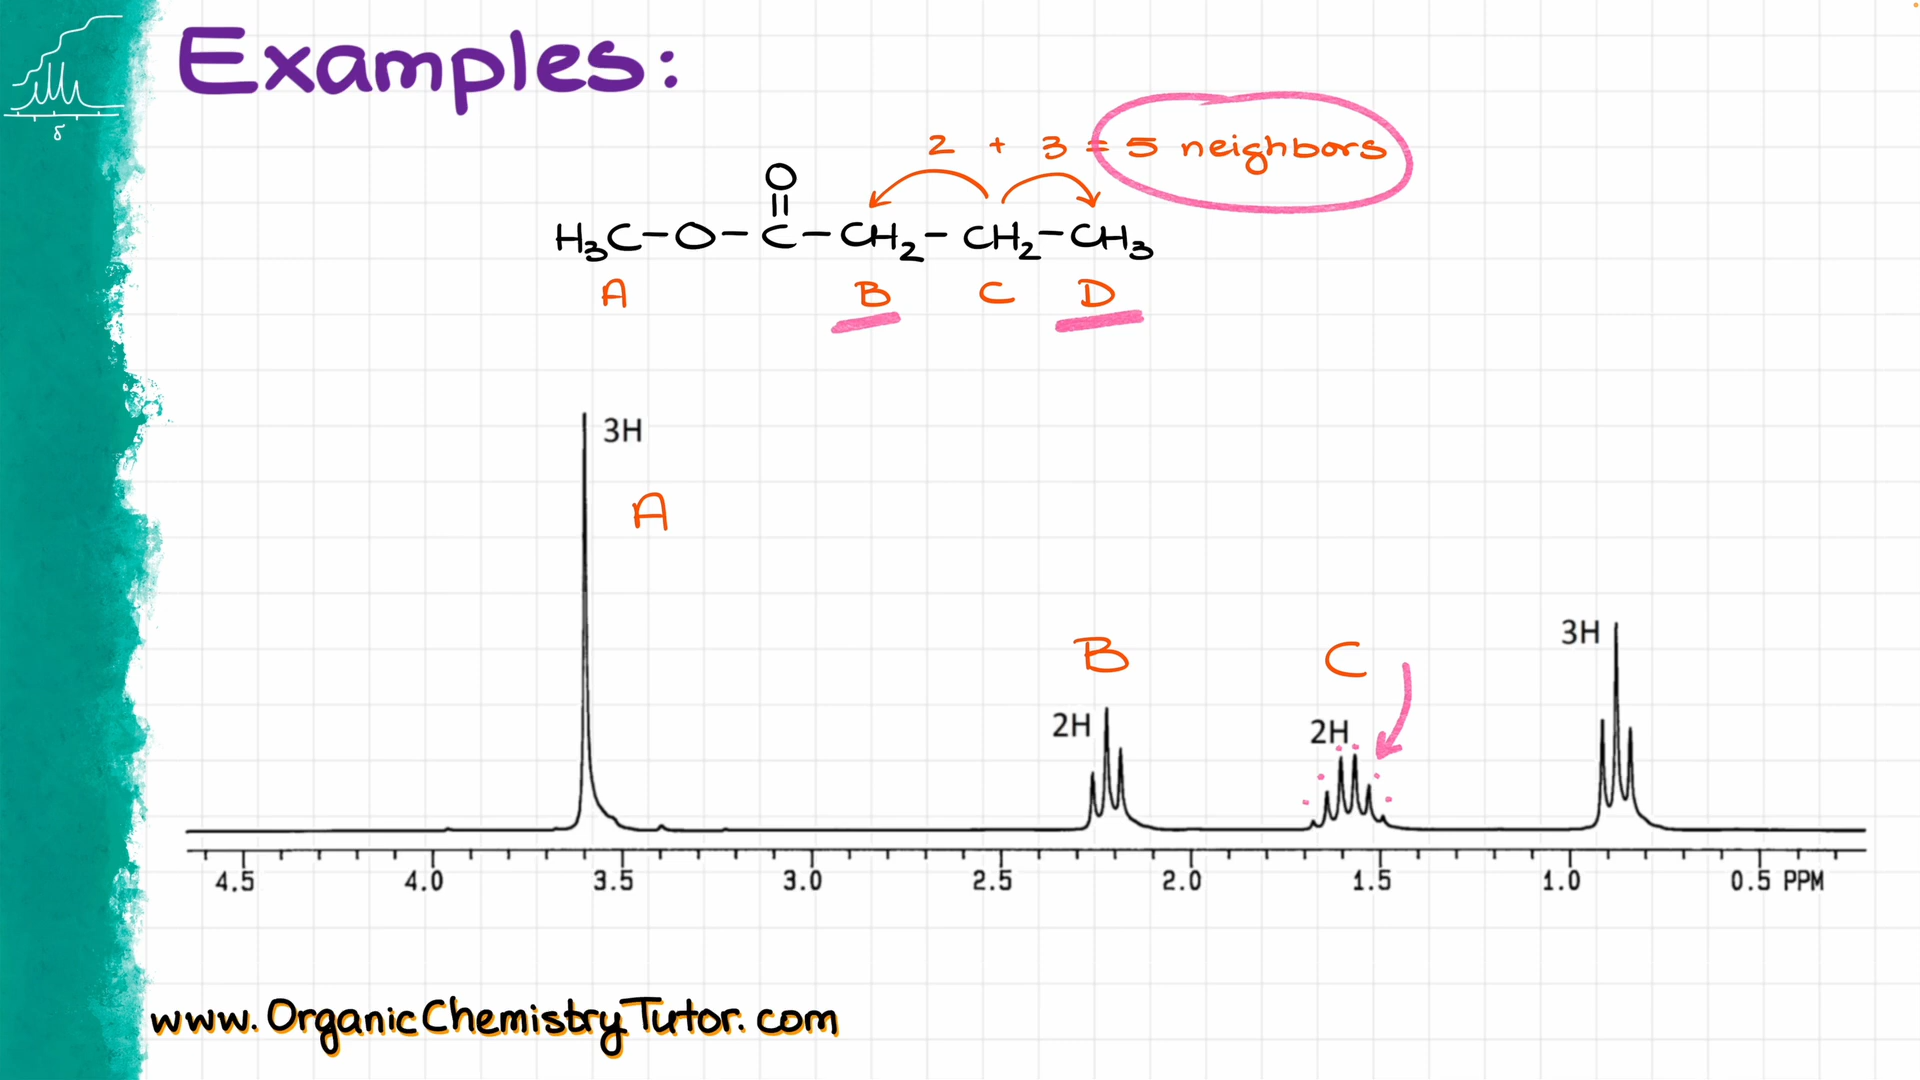 Examples:
δ
2 + 3 = 5 neighbors
O
H3C-O-C-CH2-CH2-CH3
A B C D
3H
A
B
C
3H
2H
2H
4.5 4.0 3.5 3.0 2.5 2.0 1.5 1.0 0.5 PPM
www.OrganicChemistryTutor.com